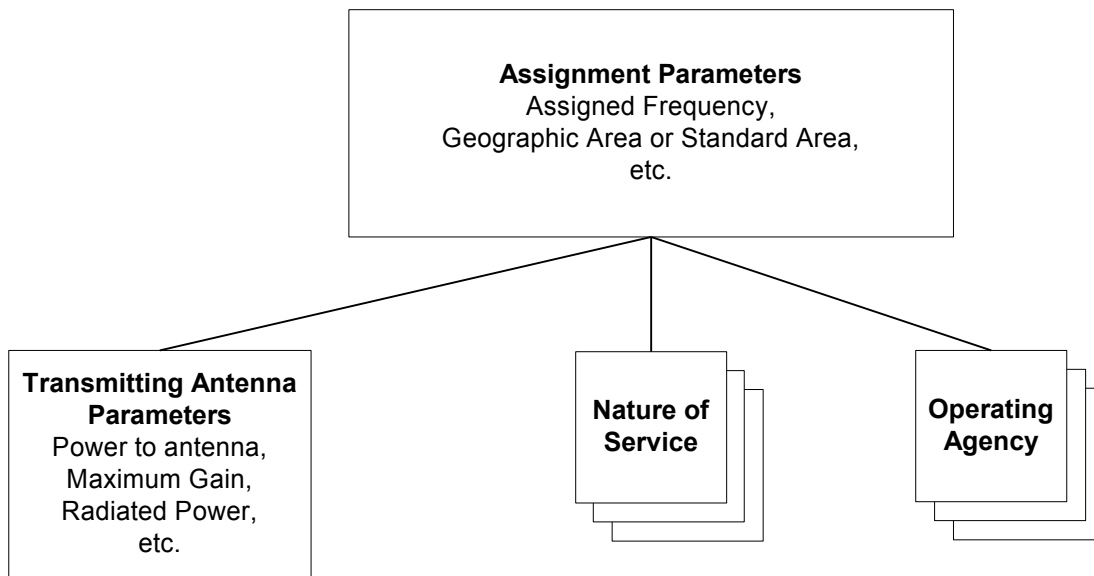 Assignment Parameters
Assigned Frequency,
Geographic Area or Standard Area,
etc.
Transmitting Antenna
Parameters
Power to antenna,
Maximum Gain,
Radiated Power,
etc.
Nature of
Service
Operating
Agency